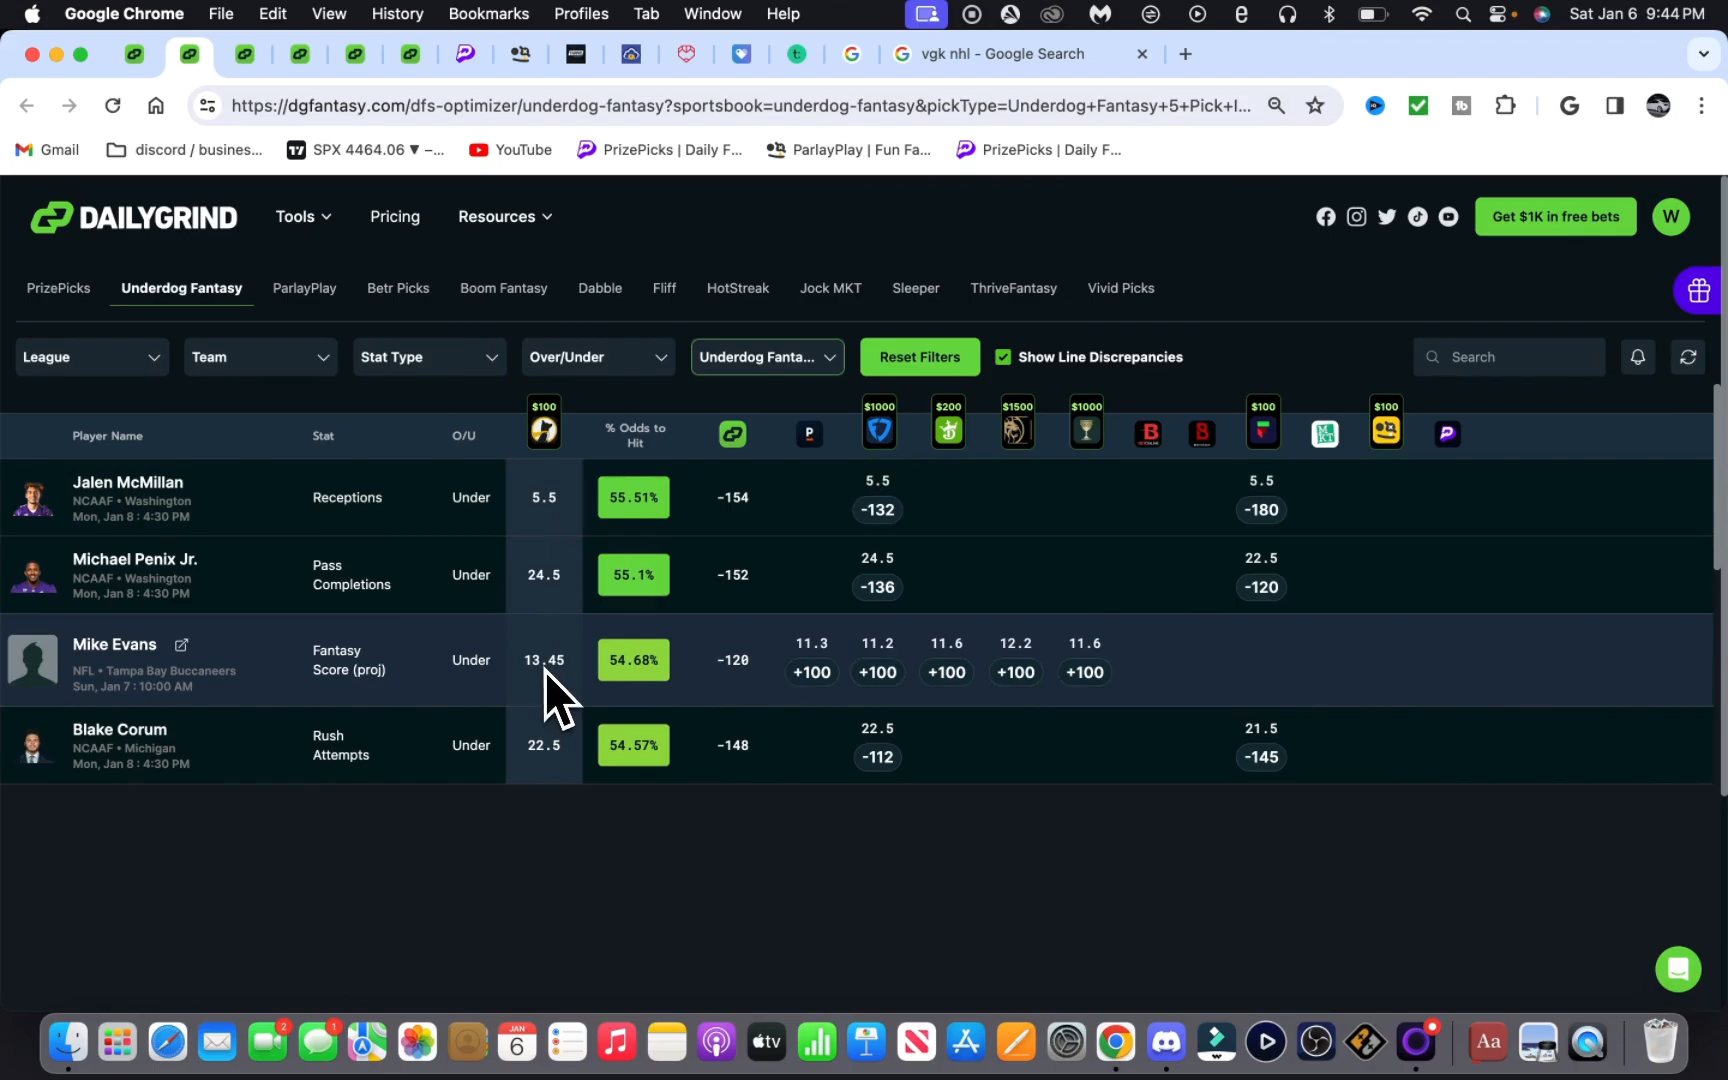 Google Chrome File Edit View History Bookmarks Profiles Tab Window Help Sat Jan 6 9:44 PM
vgk nhl - Google Search
https://dgfantasy.com/dfs-optimizer/underdog-fantasy?sportsbook=underdog-fantasy&pickType=Underdog+Fantasy+5+Pick+I...
Gmail discord / busines... SPX 4464.06 ▼ –... YouTube PrizePicks | Daily F... ParlayPlay | Fun Fa... PrizePicks | Daily F...
DAILYGRIND Tools Pricing Resources Get $1K in free bets W
PrizePicks Underdog Fantasy ParlayPlay Betr Picks Boom Fantasy Dabble Fliff HotStreak Jock MKT Sleeper ThriveFantasy Vivid Picks
League Team Stat Type Over/Under Underdog Fanta... Reset Filters Show Line Discrepancies Search
$100 $1000 $200 $1500 $1000 $100 $100
Player Name Stat O/U % Odds to Hit
Jalen McMillan
NCAAF • Washington
Mon, Jan 8 : 4:30 PM
Receptions Under 5.5 55.51% -154
5.5
-132
5.5
-180
Michael Penix Jr.
NCAAF • Washington
Mon, Jan 8 : 4:30 PM
Pass
Completions
Under 24.5 55.1% -152
24.5
-136
22.5
-120
Mike Evans
NFL • Tampa Bay Buccaneers
Sun, Jan 7 : 10:00 AM
Fantasy
Score (proj)
Under 13.45 54.68% -120
11.3 11.2 11.6 12.2 11.6
+100 +100 +100 +100 +100
Blake Corum
NCAAF • Michigan
Mon, Jan 8 : 4:30 PM
Rush
Attempts
Under 22.5 54.57% -148
22.5
-112
21.5
-145
2 1 JAN 6 tv Aa